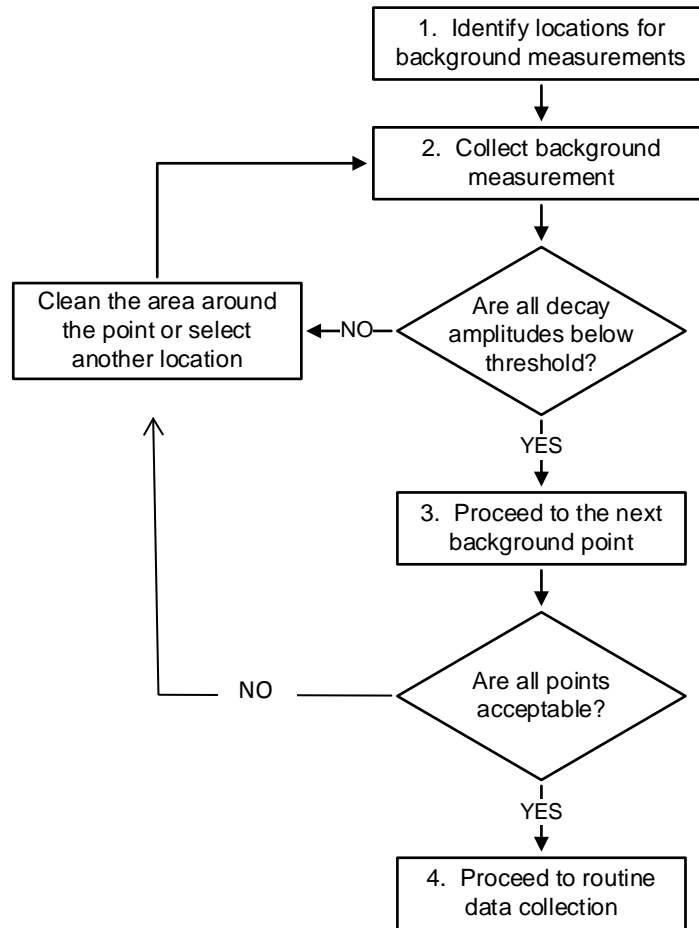 1. Identify locations for
background measurements
2. Collect background
measurement
Are all decay
amplitudes below
threshold?
NO
Clean the area around
the point or select
another location
YES
3. Proceed to the next
background point
Are all points
acceptable?
NO
YES
4. Proceed to routine
data collection